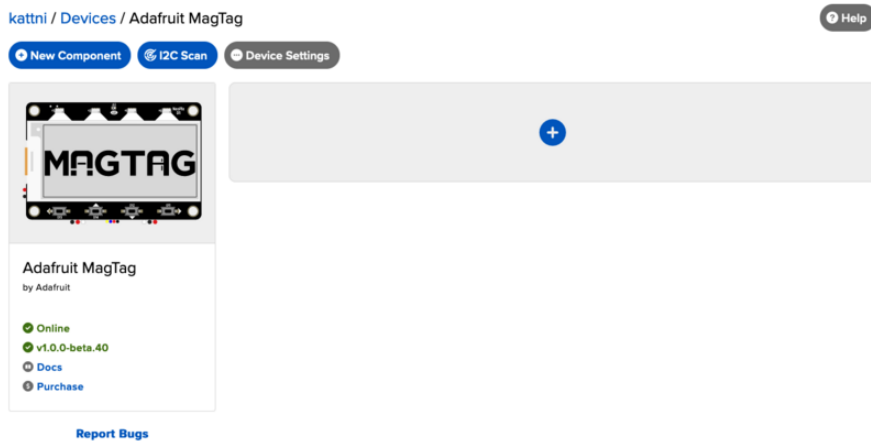 kattni / Devices / Adafruit MagTag
Help
New Component
I2C Scan
Device Settings
MAGTAG
Adafruit MagTag
by Adafruit
Online
v1.0.0-beta.40
Docs
Purchase
Report Bugs